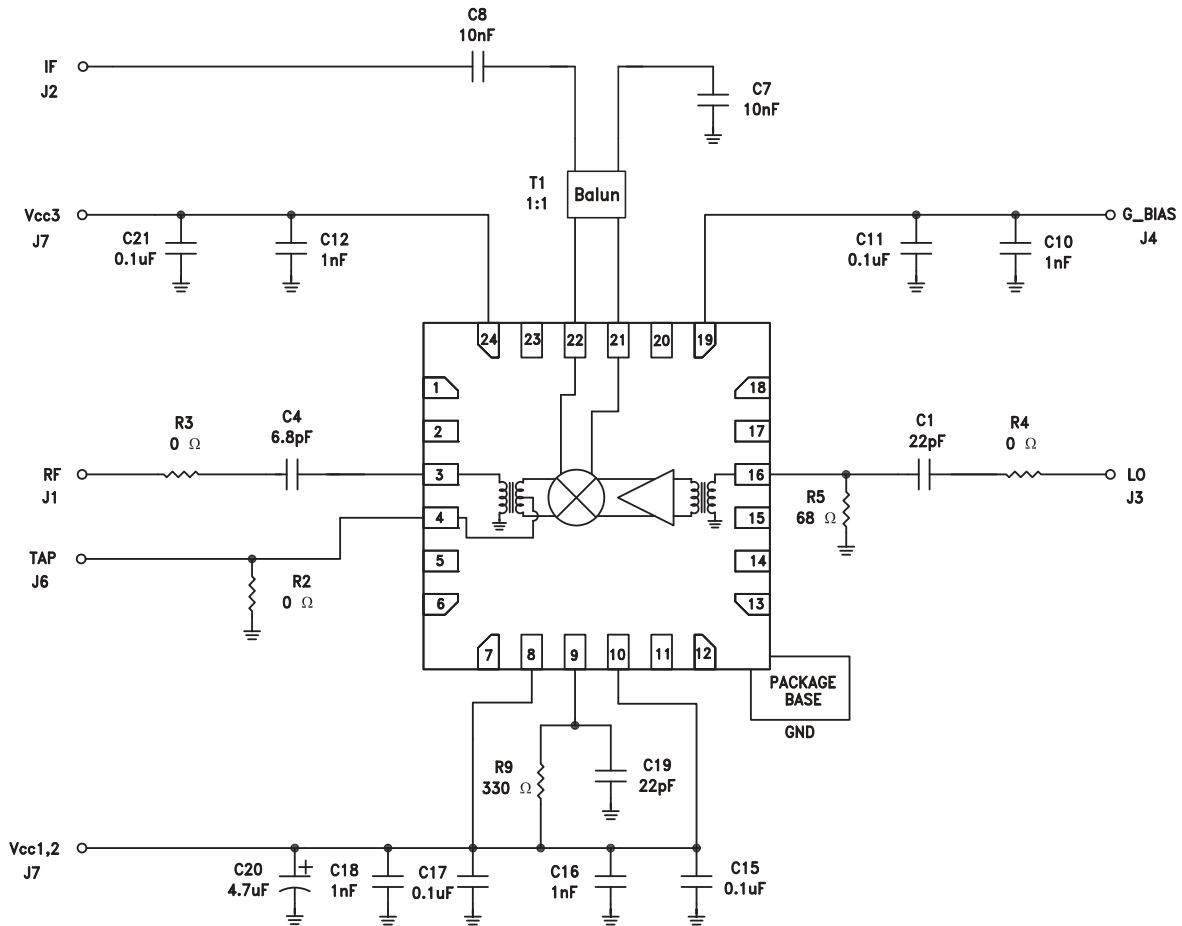 C8
10nF
IF
J2
C7
10nF
T1
1:1
Balun
Vcc3
J7
C21
0.1uF
C12
1nF
C11
0.1uF
C10
1nF
G_BIAS
J4
24
23
22
21
20
19
1
2
3
4
5
6
18
17
16
15
14
13
7
8
9
10
11
12
R3
0 Ω
C4
6.8pF
RF
J1
TAP
J6
R2
0 Ω
C1
22pF
R4
0 Ω
R5
68 Ω
LO
J3
PACKAGE
BASE
GND
R9
330 Ω
C19
22pF
Vcc1,2
J7
C20
4.7uF
+
C18
1nF
C17
0.1uF
C16
1nF
C15
0.1uF